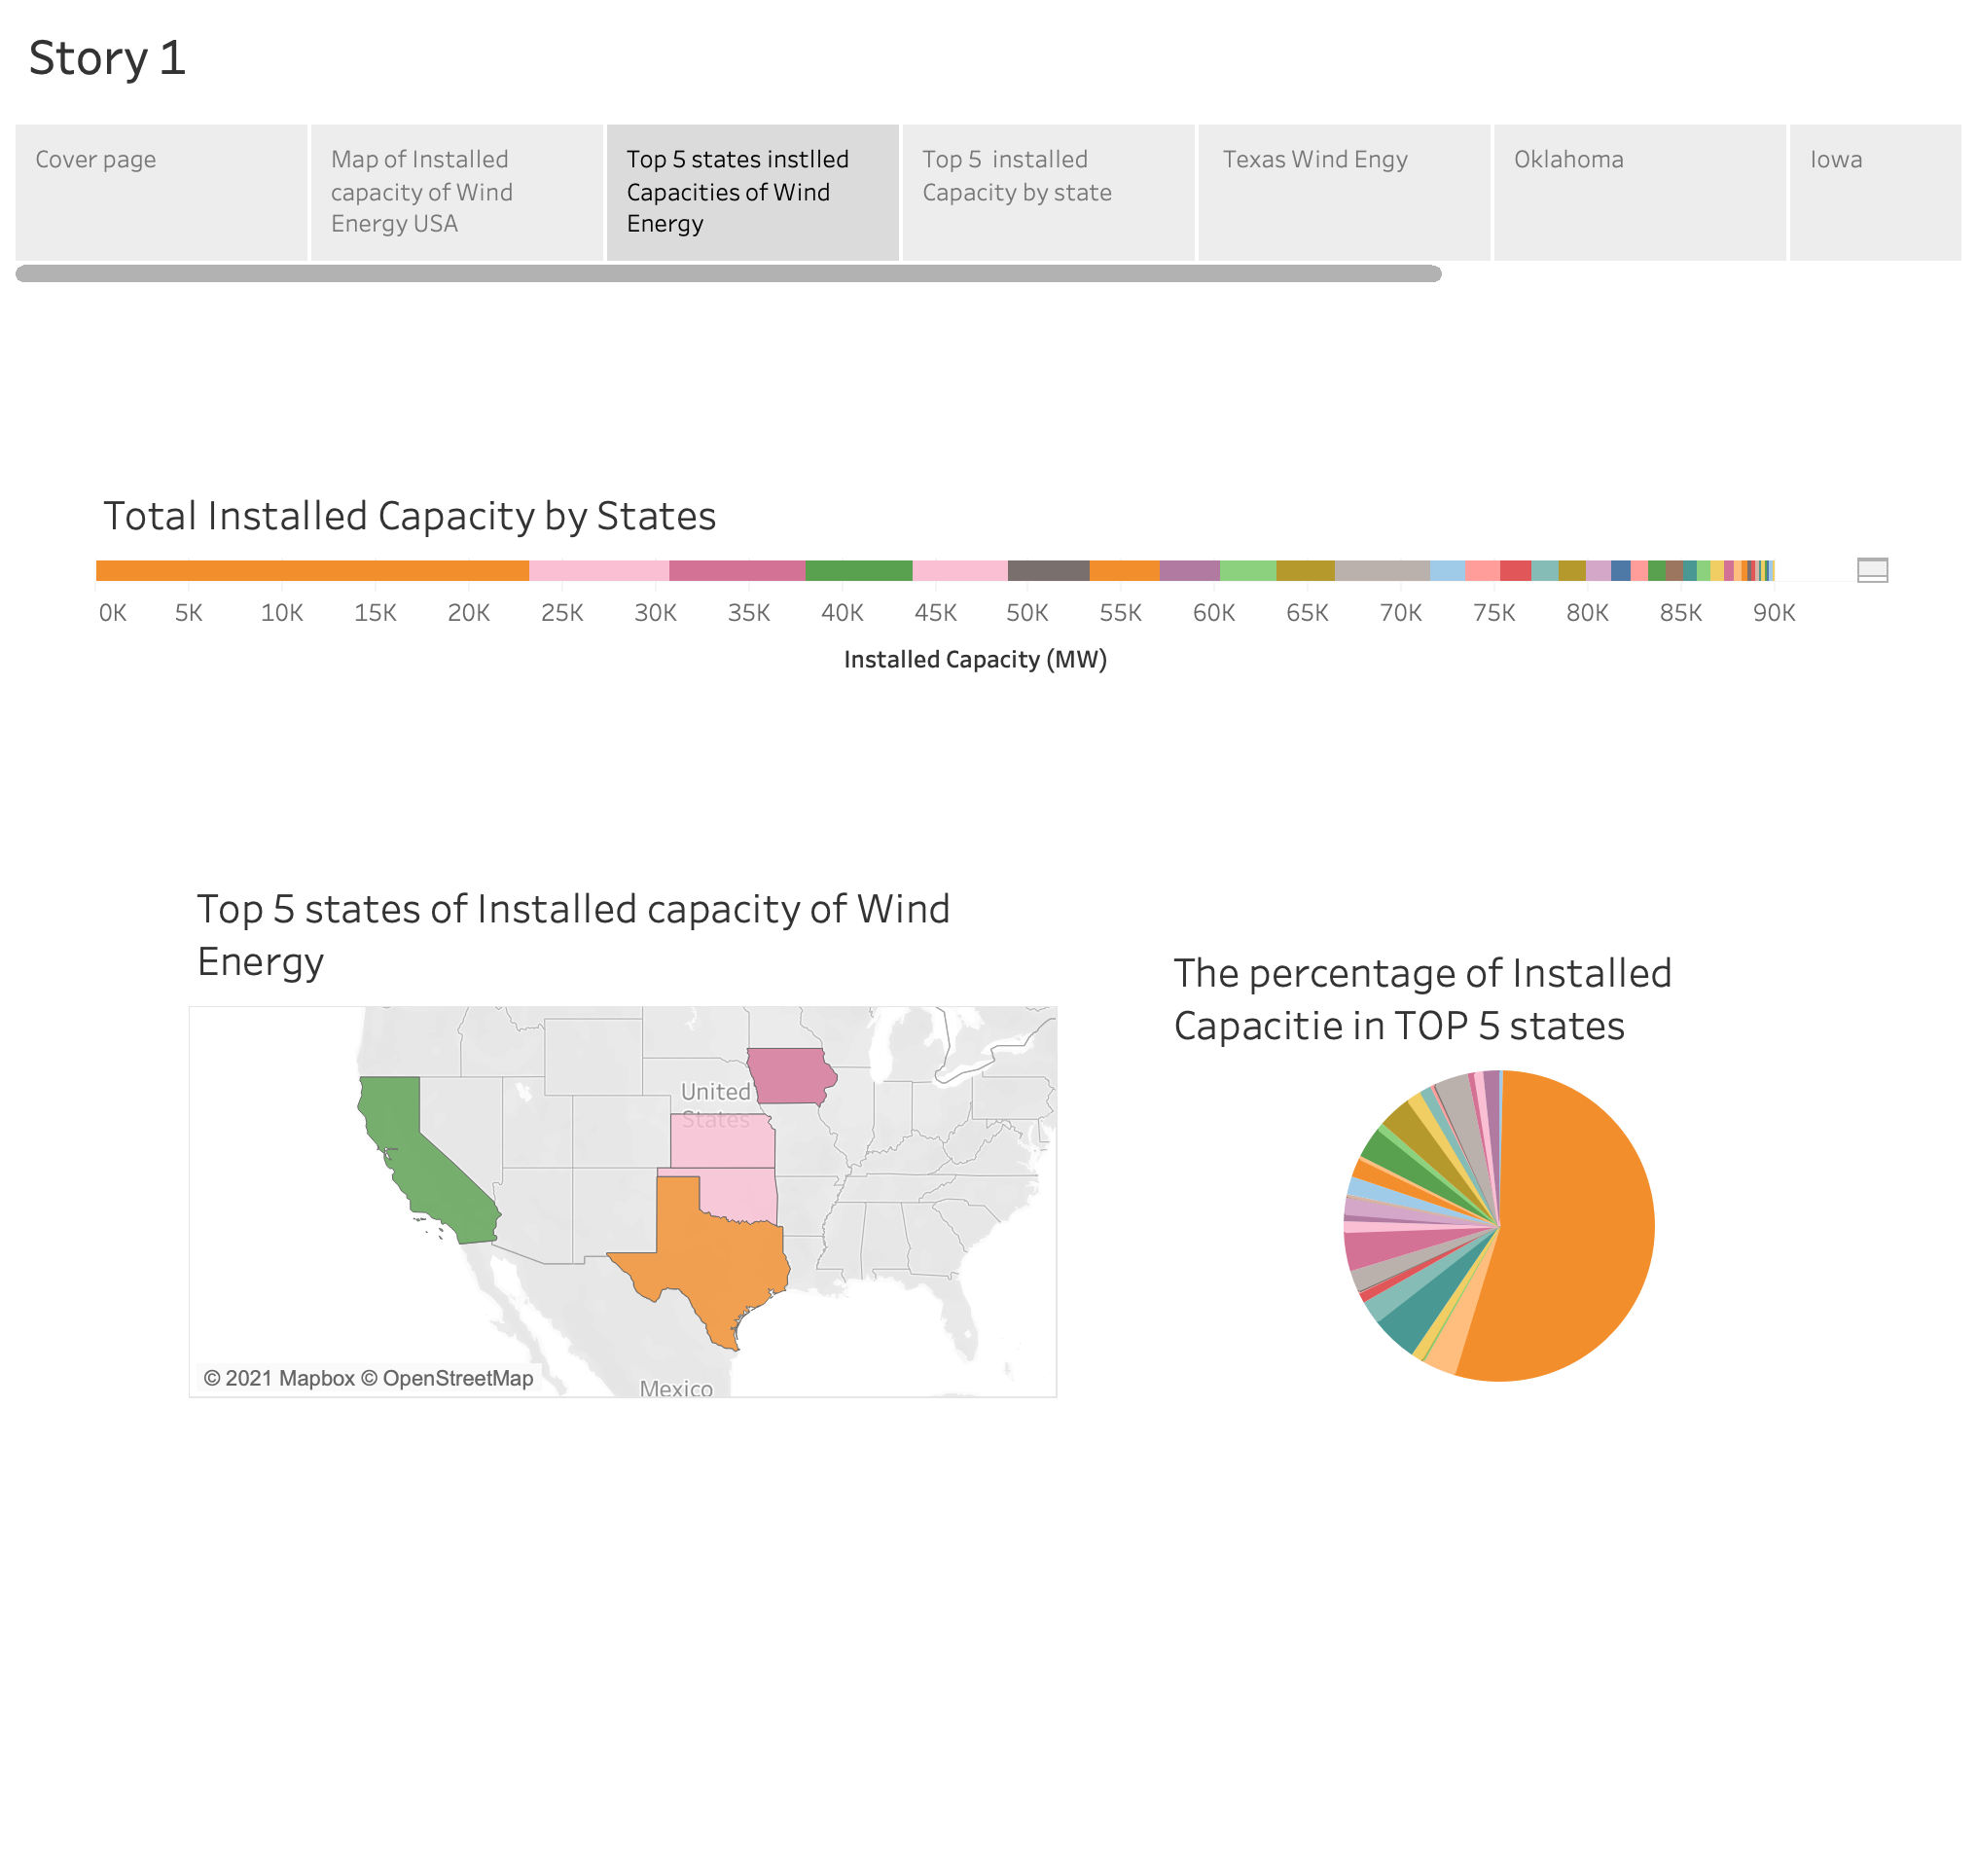 Story 1
Cover page
Map of Installed
capacity of Wind
Energy USA
Top 5 states instlled
Capacities of Wind
Energy
Top 5  installed
Capacity by state
Texas Wind Engy
Oklahoma
Iowa
Total Installed Capacity by States
0K 5K 10K 15K 20K 25K 30K 35K 40K 45K 50K 55K 60K 65K 70K 75K 80K 85K 90K
Installed Capacity (MW)
Top 5 states of Installed capacity of Wind
Energy
United
States
© 2021 Mapbox © OpenStreetMap
Mexico
The percentage of Installed
Capacitie in TOP 5 states